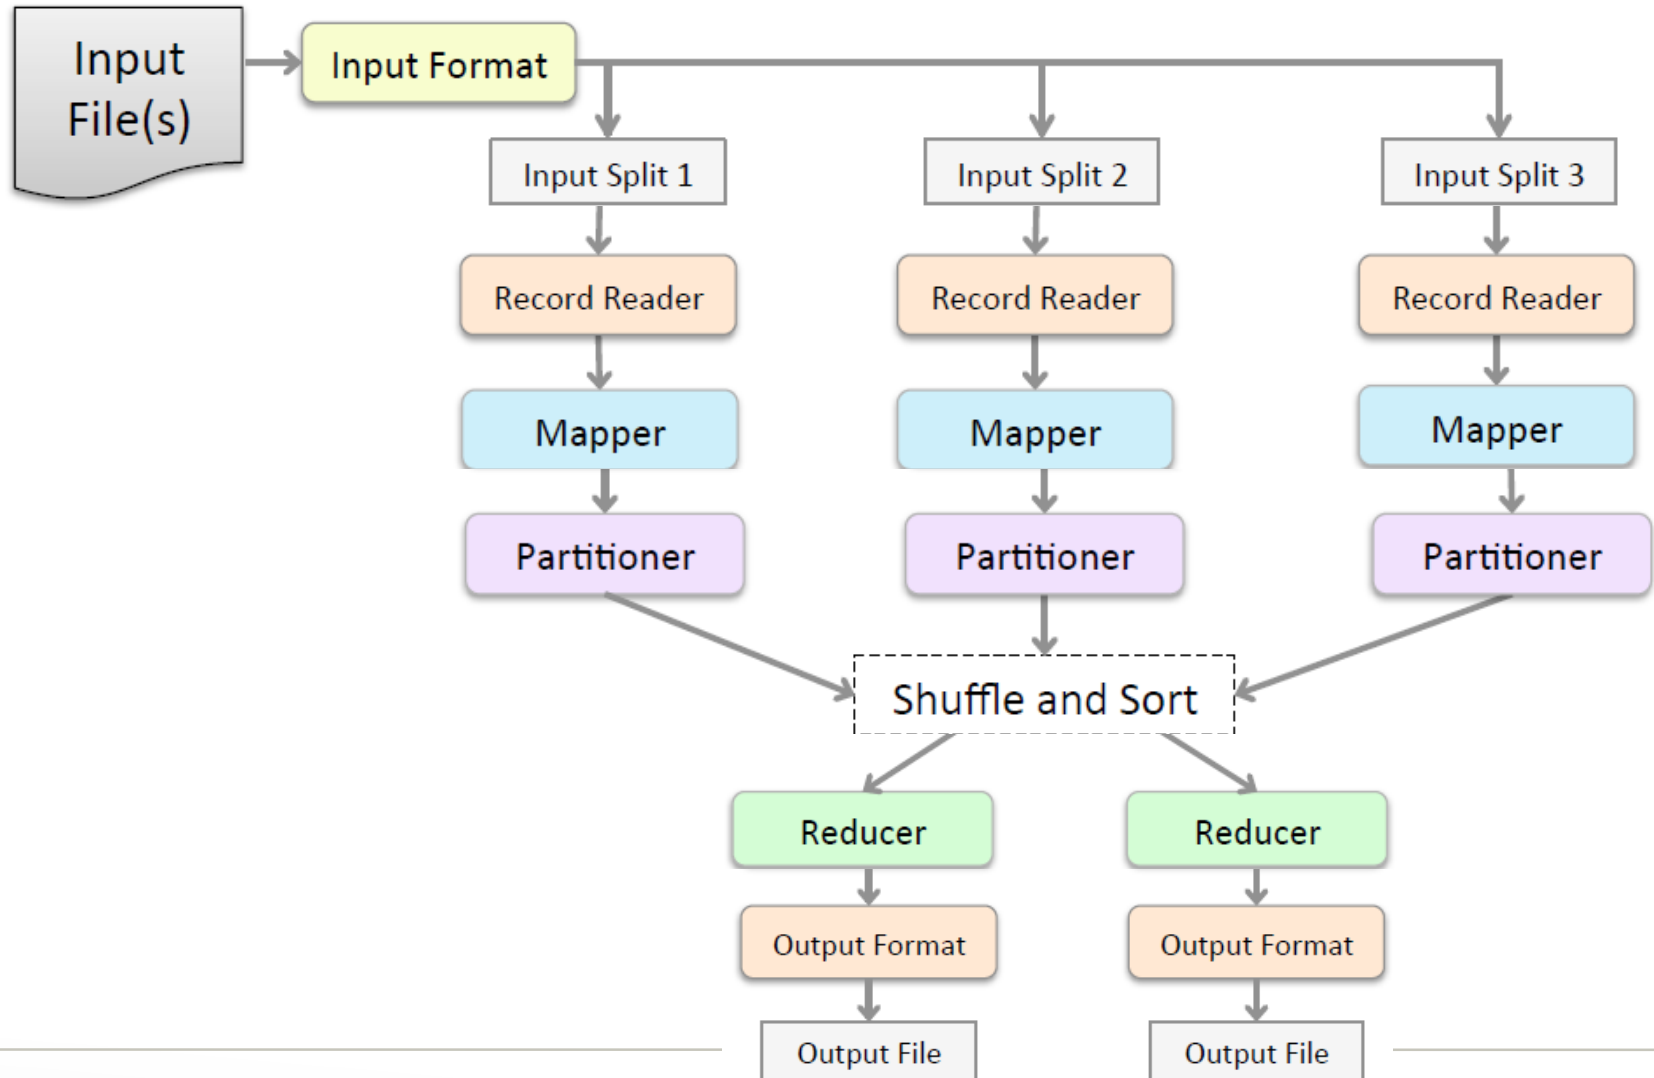 Input
File(s)
Input Format
Input Split 1
Input Split 2
Input Split 3
Record Reader
Record Reader
Record Reader
Mapper
Mapper
Mapper
Partitioner
Partitioner
Partitioner
Shuffle and Sort
Reducer
Reducer
Output Format
Output Format
Output File
Output File